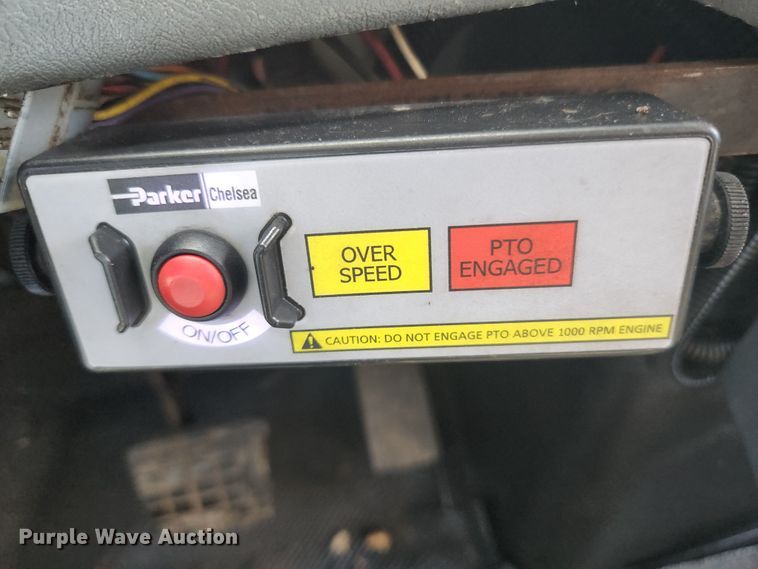 Parker Chelsea
OVER
SPEED
PTO
ENGAGED
ON/OFF
CAUTION: DO NOT ENGAGE PTO ABOVE 1000 RPM ENGINE
Purple Wave Auction